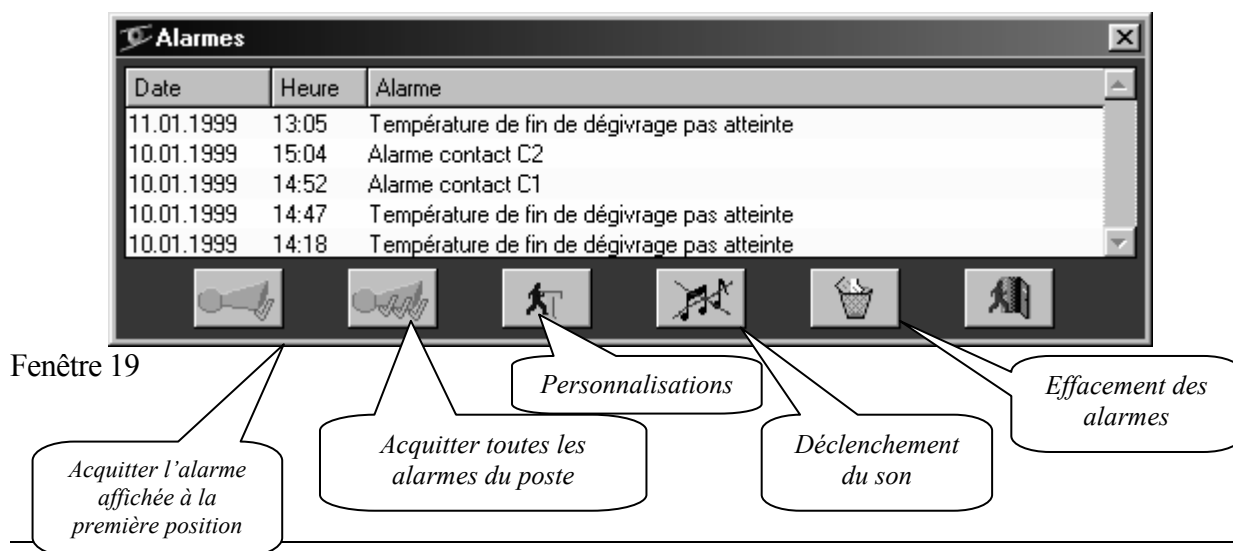 Alarmes
Date Heure Alarme
11.01.1999 13:05 Température de fin de dégivrage pas atteinte
10.01.1999 15:04 Alarme contact C2
10.01.1999 14:52 Alarme contact C1
10.01.1999 14:47 Température de fin de dégivrage pas atteinte
10.01.1999 14:18 Température de fin de dégivrage pas atteinte
Fenêtre 19
Personnalisations
Effacement des
alarmes
Acquitter toutes les
alarmes du poste
Déclenchement
du son
Acquitter l’alarme
affichée à la
première position